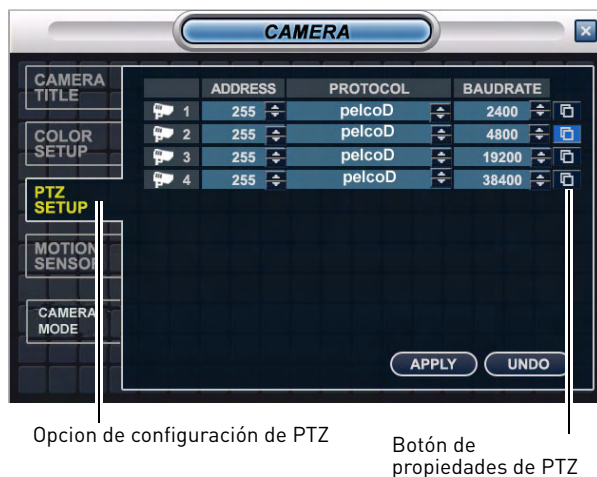 CAMERA
CAMERA
TITLE
COLOR
SETUP
PTZ
SETUP
MOTION
SENSOR
CAMERA
MODE
ADDRESS PROTOCOL BAUDRATE
1 255 pelcoD 2400
2 255 pelcoD 4800
3 255 pelcoD 19200
4 255 pelcoD 38400
APPLY UNDO
Opcion de configuración de PTZ
Botón de
propiedades de PTZ